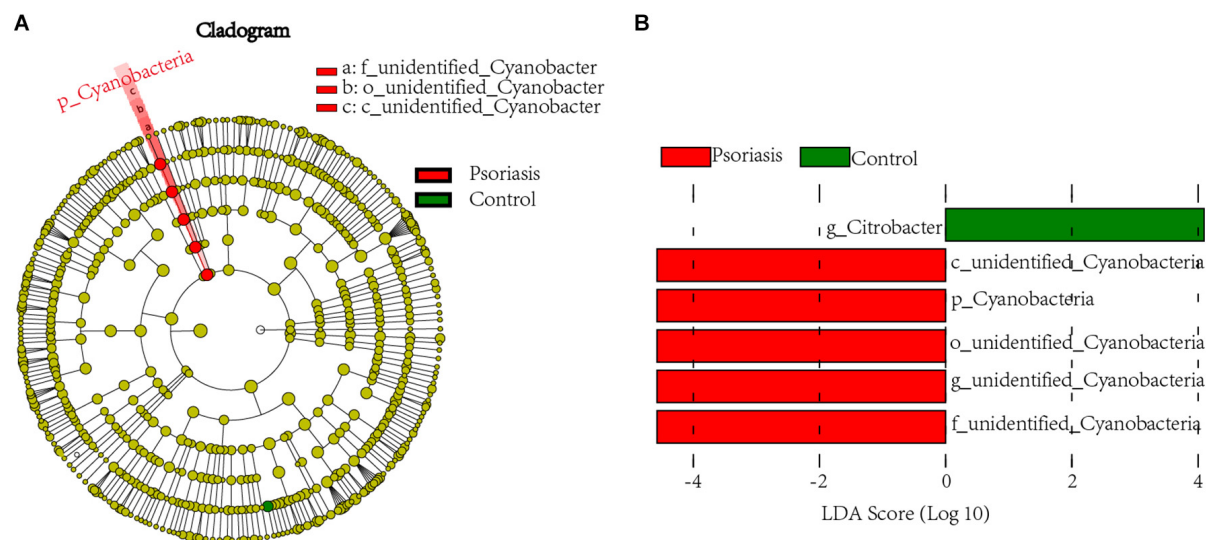 A
Cladogram
p_Cyanobacteria
c
b
a
a: f_unidentified_Cyanobacter
b: o_unidentified_Cyanobacter
c: c_unidentified_Cyanobacter
Psoriasis
Control
B
Psoriasis
Control
g_Citrobacter
c_unidentified_Cyanobacteria
p_Cyanobacteria
o_unidentified_Cyanobacteria
g_unidentified_Cyanobacteria
f_unidentified_Cyanobacteria
-4 -2 0 2 4
LDA Score (Log 10)